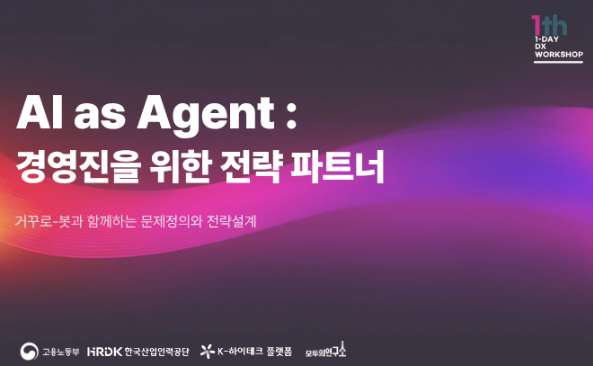 1th
1-DAY
DX
WORKSHOP
AI as Agent :
경영진을 위한 전략 파트너
거꾸로-봇과 함께하는 문제정의와 전략설계
고용노동부 HRDK 한국산업인력공단 K-하이테크 플랫폼 모두의연구소